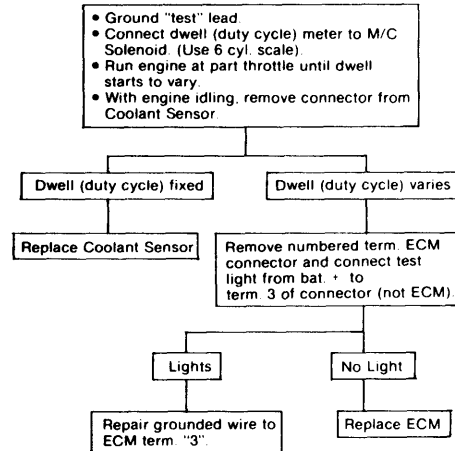 • Ground "test" lead.
• Connect dwell (duty cycle) meter to M/C
Solenoid. (Use 6 cyl. scale).
• Run engine at part throttle until dwell
starts to vary.
• With engine idling, remove connector from
Coolant Sensor.
Dwell (duty cycle) fixed
Dwell (duty cycle) varies
Replace Coolant Sensor
Remove numbered term. ECM
connector and connect test
light from bat. + to
term. 3 of connector (not ECM).
Lights
No Light
Repair grounded wire to
ECM term. "3".
Replace ECM